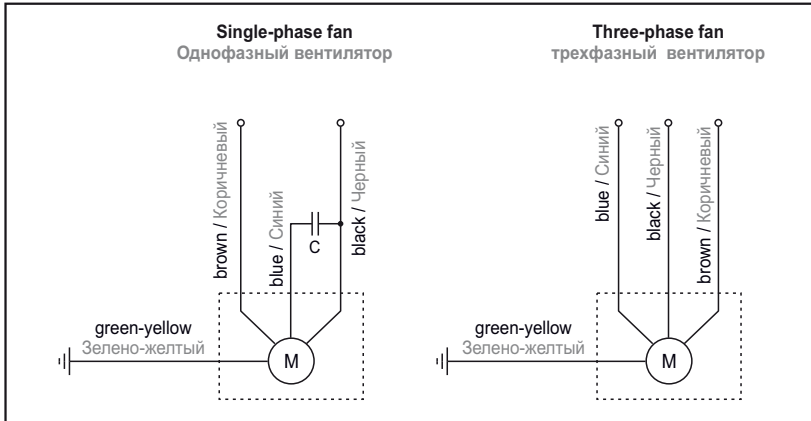 Single-phase fan
Однофазный вентилятор
brown / Коричневый
blue / Синий
C
black / Черный
green-yellow
Зелено-желтый
M
Three-phase fan
трехфазный вентилятор
blue / Синий
black / Черный
brown / Коричневый
green-yellow
Зелено-желтый
M